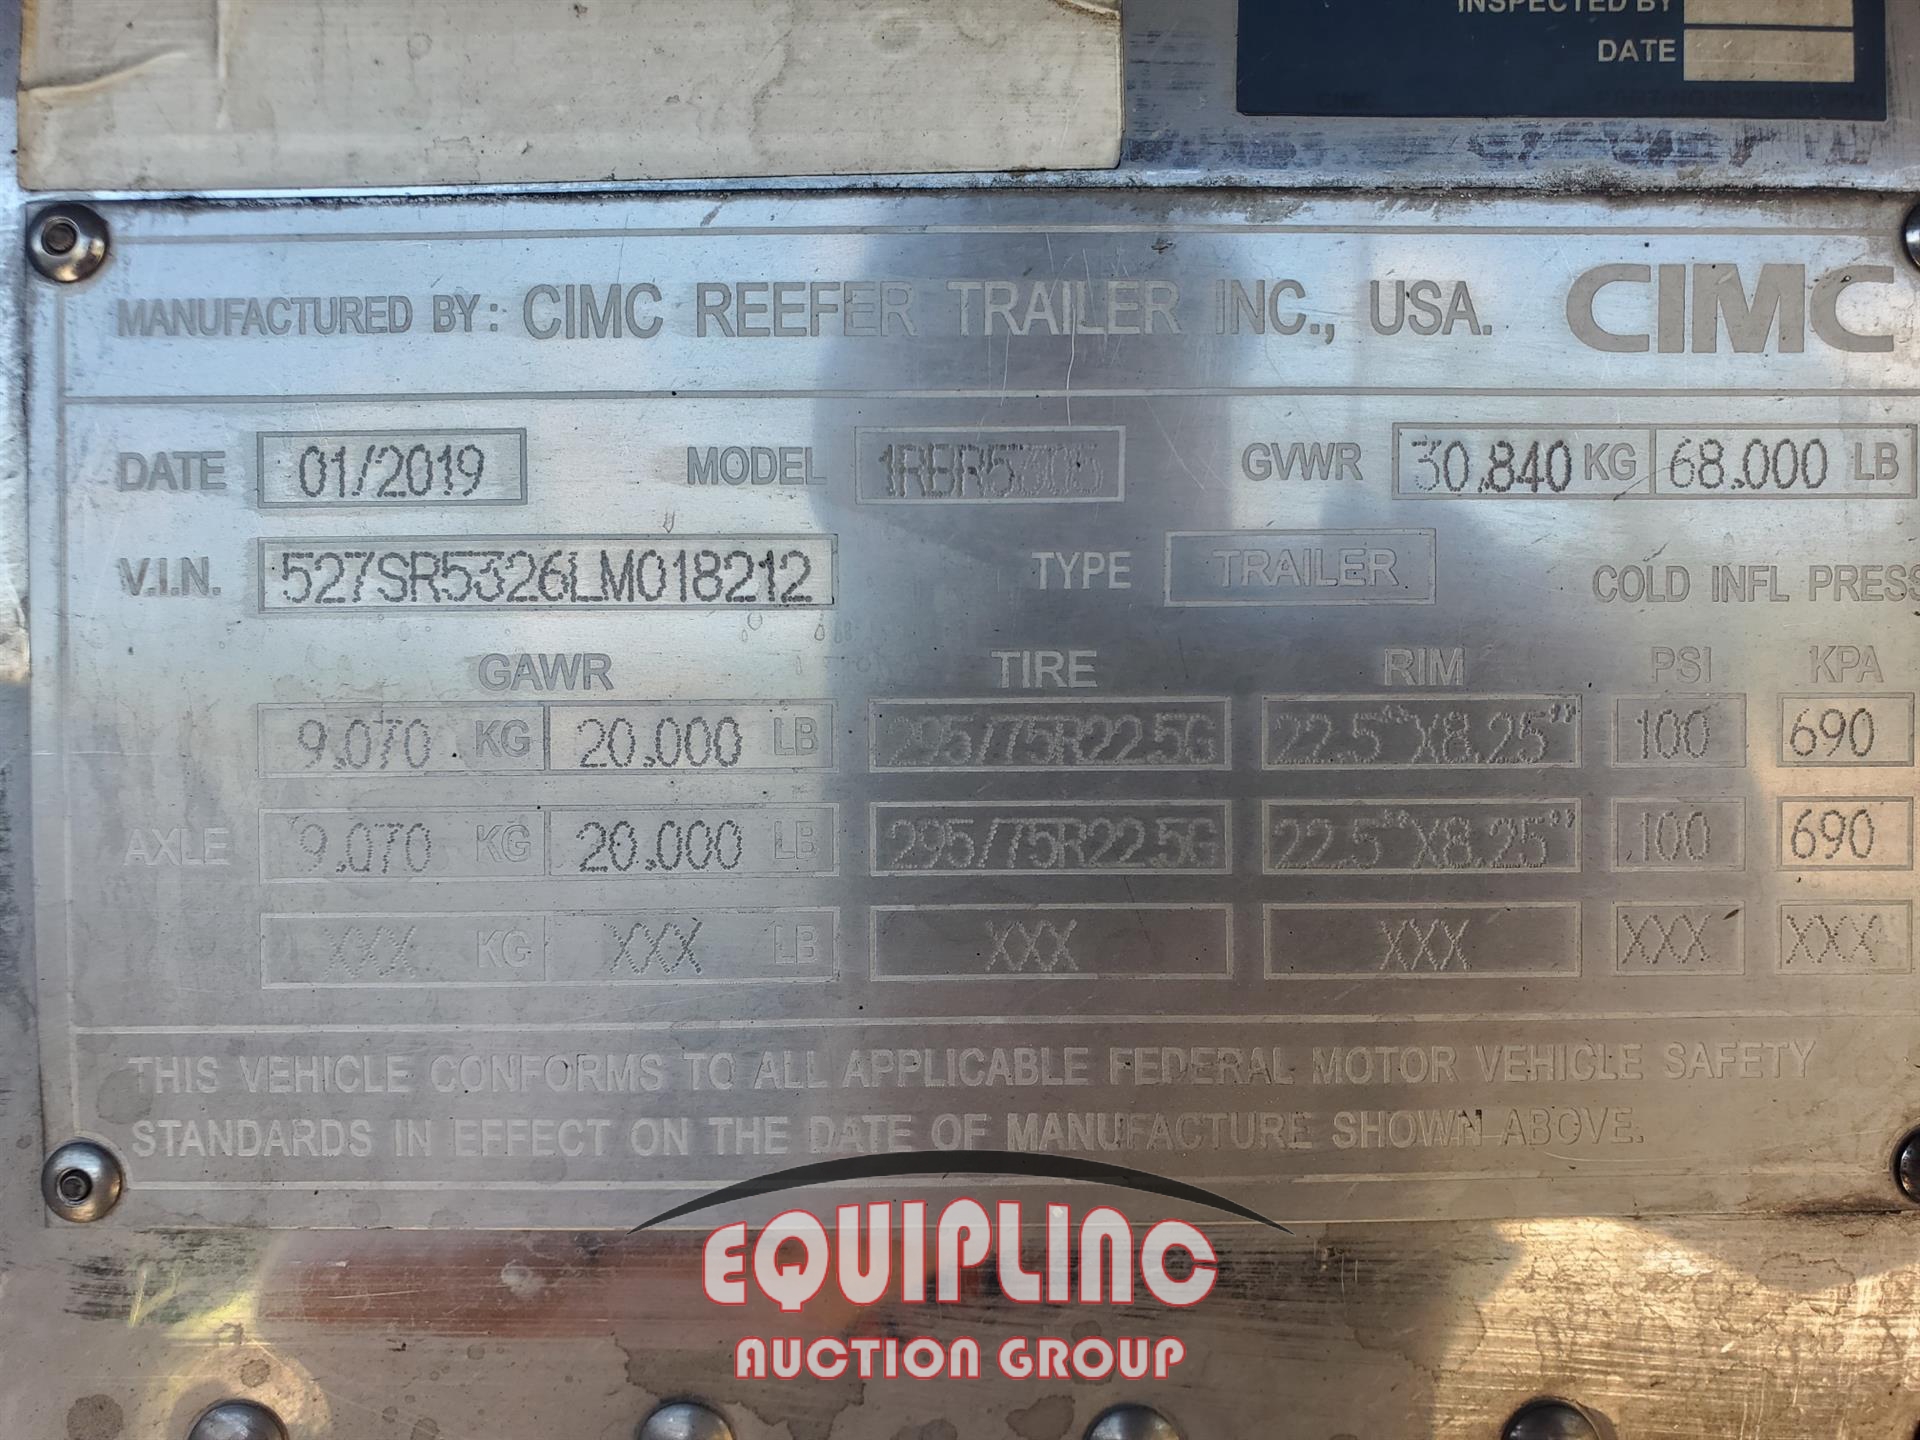 INSPECTED BY
DATE
MANUFACTURED BY: CIMC REEFER TRAILER INC., USA. CIMC
DATE 01/2019 MODEL 1RBR5305 GVWR 30.840 KG 68.000 LB
V.I.N. 527SR5326LM018212 TYPE TRAILER COLD INFL PRESS
GAWR TIRE RIM PSI KPA
9.070 KG 20.000 LB 295/75R22.5G 22.5"X8.25" 100 690
AXLE 9.070 KG 20.000 LB 295/75R22.5G 22.5"X8.25" 100 690
XXX KG XXX LB XXX XXX XXX XXX
THIS VEHICLE CONFORMS TO ALL APPLICABLE FEDERAL MOTOR VEHICLE SAFETY
STANDARDS IN EFFECT ON THE DATE OF MANUFACTURE SHOWN ABOVE.
EQUIPLINC
AUCTION GROUP